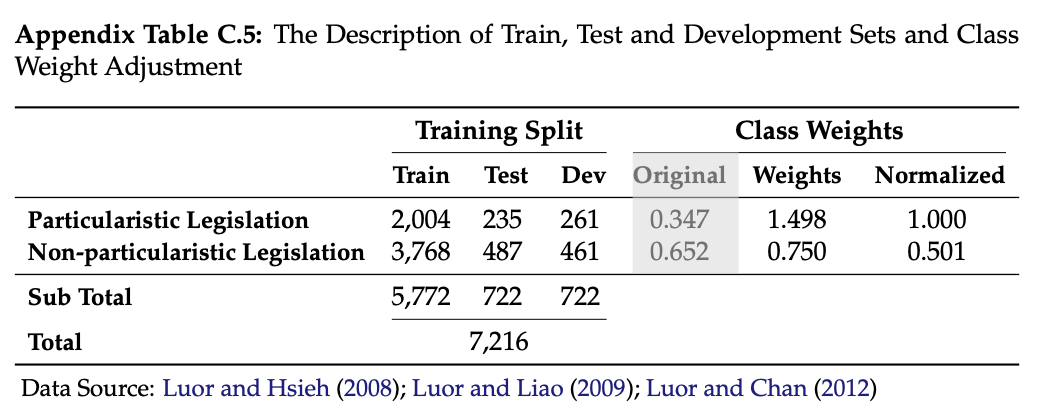 Appendix Table C.5: The Description of Train, Test and Development Sets and Class
Weight Adjustment
Training Split Class Weights
Train Test Dev Original Weights Normalized
Particularistic Legislation 2,004 235 261 0.347 1.498 1.000
Non-particularistic Legislation 3,768 487 461 0.652 0.750 0.501
Sub Total 5,772 722 722
Total 7,216
Data Source: Luor and Hsieh (2008); Luor and Liao (2009); Luor and Chan (2012)